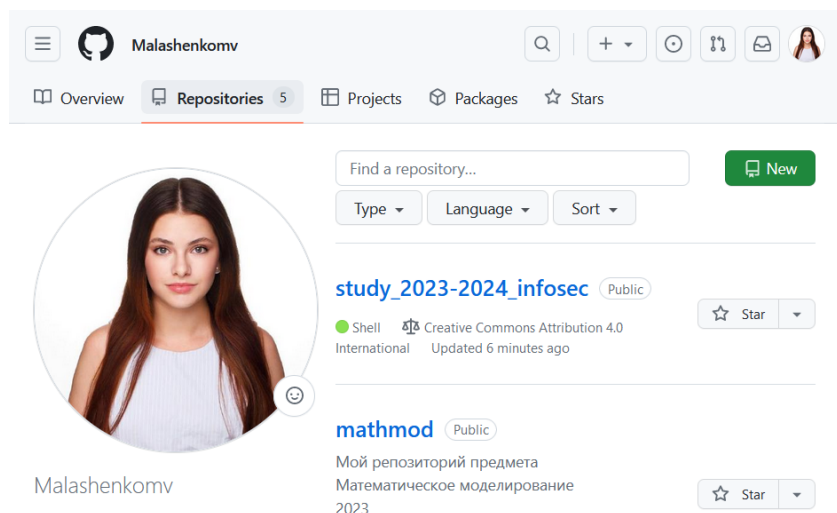 Malashenkomv
Overview Repositories 5 Projects Packages Stars
Find a repository...
New
Type Language Sort
study_2023-2024_infosec Public
Shell Creative Commons Attribution 4.0
International Updated 6 minutes ago
Star
mathmod Public
Мой репозиторий предмета
Математическое моделирование
2023
Star
Malashenkomv